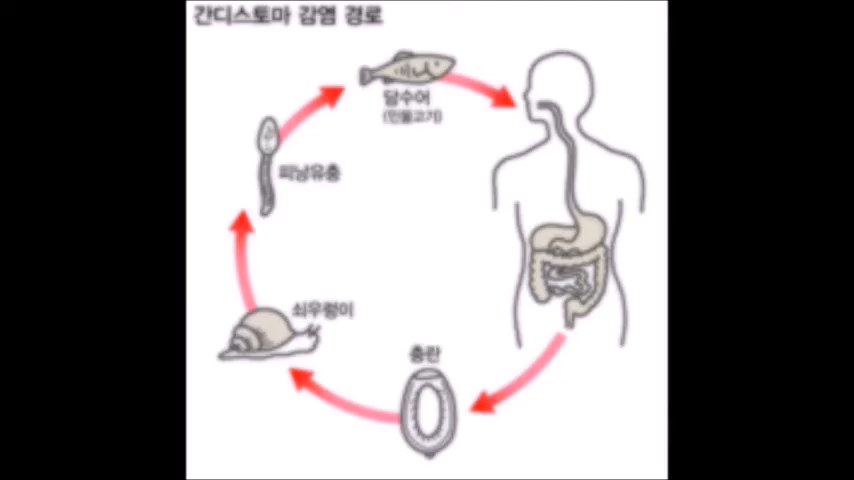 간디스토마 감염 경로
담수어
(민물고기)
피낭유충
쇠우렁이
충란